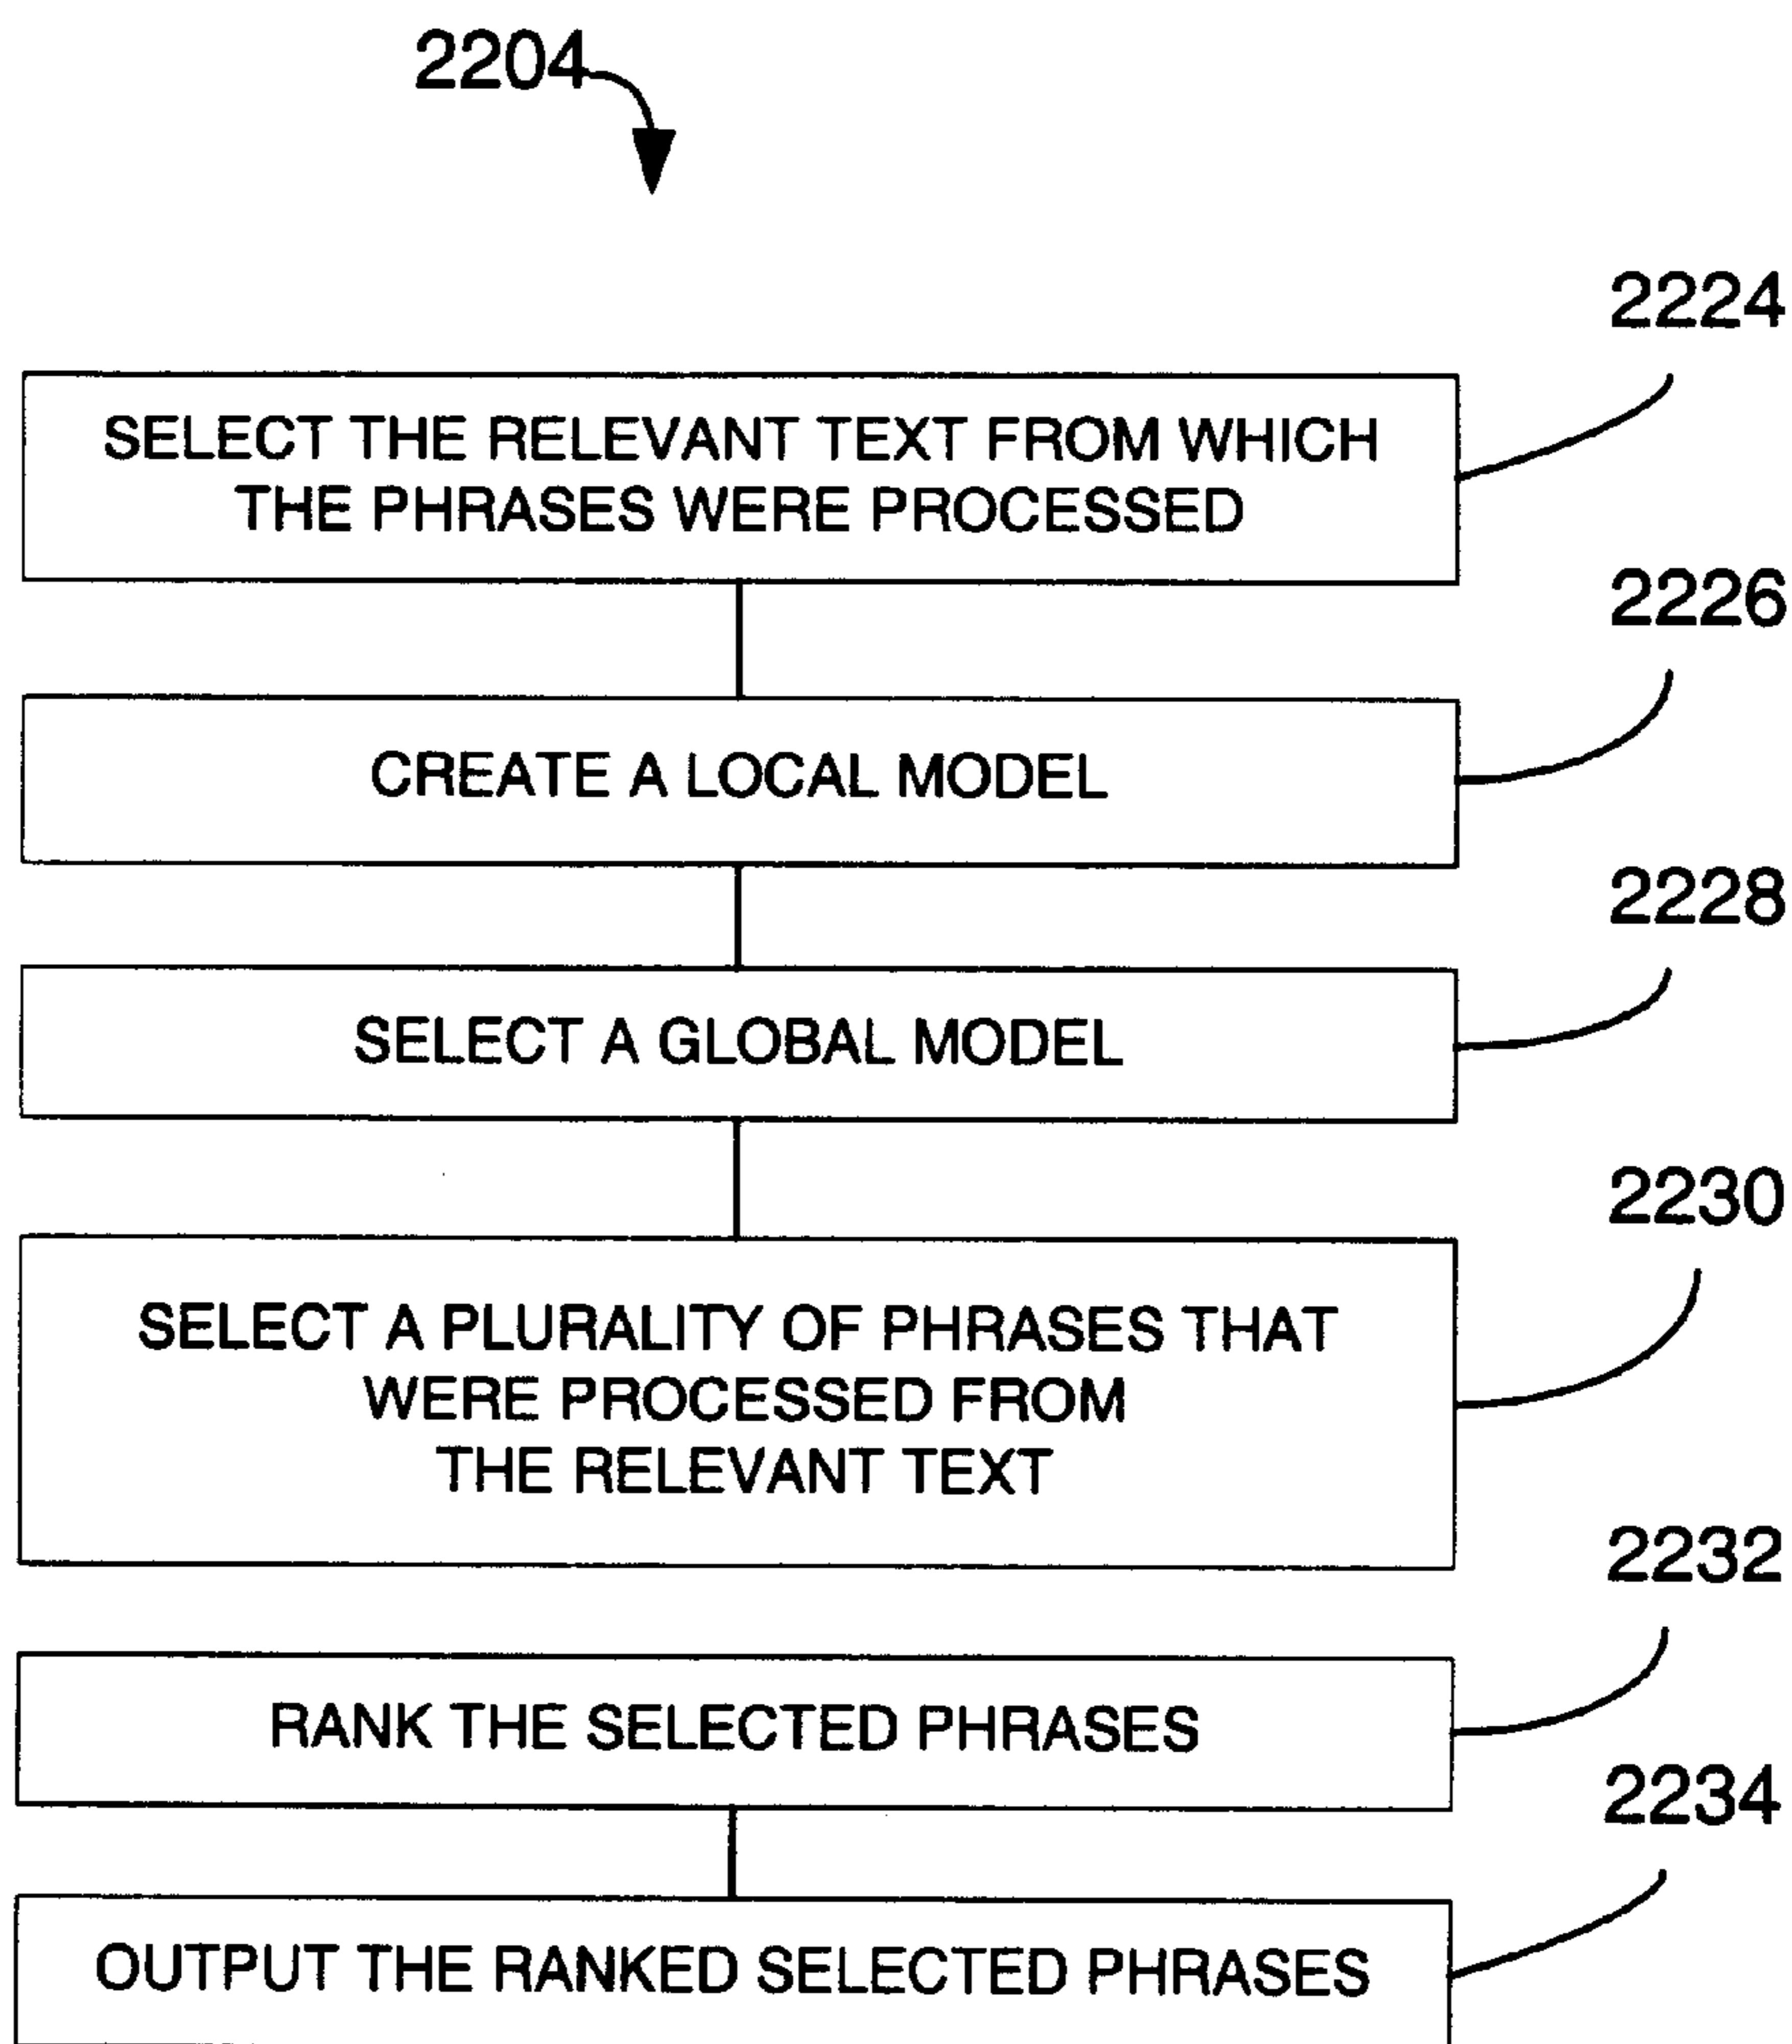 2204
2224
SELECT THE RELEVANT TEXT FROM WHICH
THE PHRASES WERE PROCESSED
2226
CREATE A LOCAL MODEL
2228
SELECT A GLOBAL MODEL
2230
SELECT A PLURALITY OF PHRASES THAT
WERE PROCESSED FROM
THE RELEVANT TEXT
2232
RANK THE SELECTED PHRASES
2234
OUTPUT THE RANKED SELECTED PHRASES